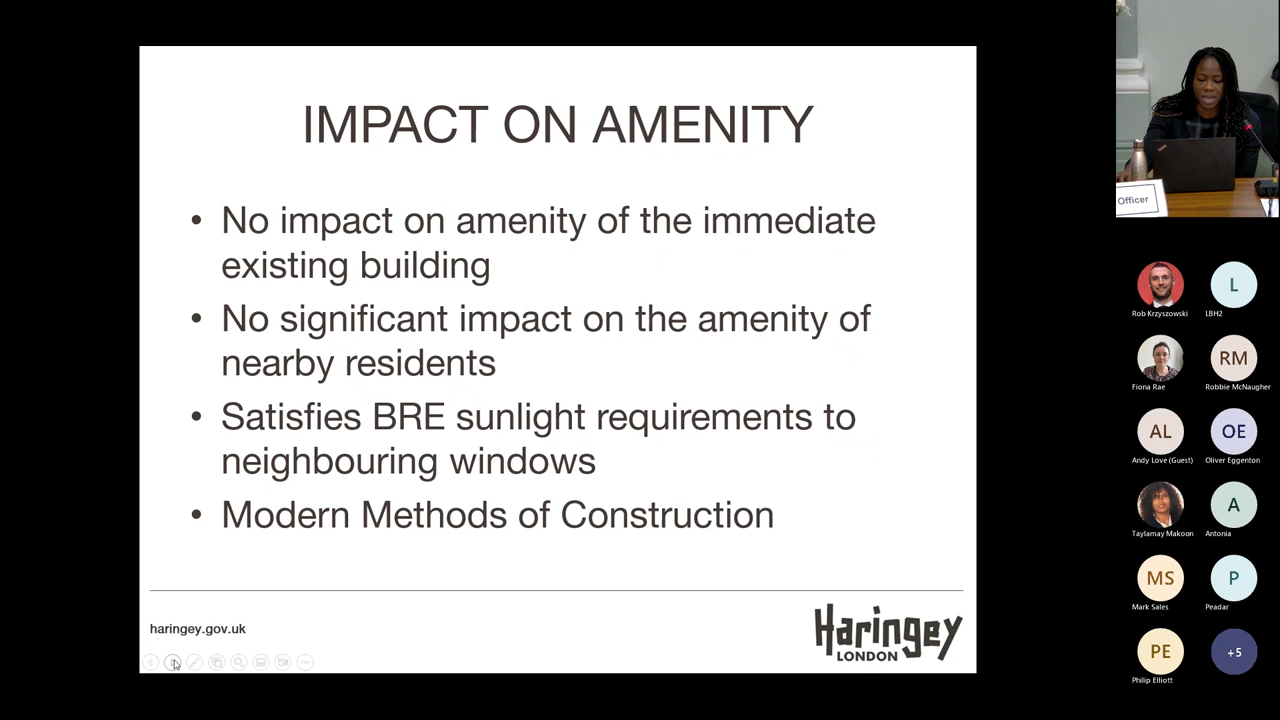 IMPACT ON AMENITY
• No impact on amenity of the immediate
existing building
• No significant impact on the amenity of
nearby residents
• Satisfies BRE sunlight requirements to
neighbouring windows
• Modern Methods of Construction
haringey.gov.uk
Haringey
LONDON
Officer
Rob Krzyszowski
L
LBH2
Fiona Rae
RM
Robbie McNaugher
AL
Andy Love (Guest)
OE
Oliver Eggenton
Taylamay Makoon
A
Antonia
MS
Mark Sales
P
Peadar
PE
Philip Elliott
+5